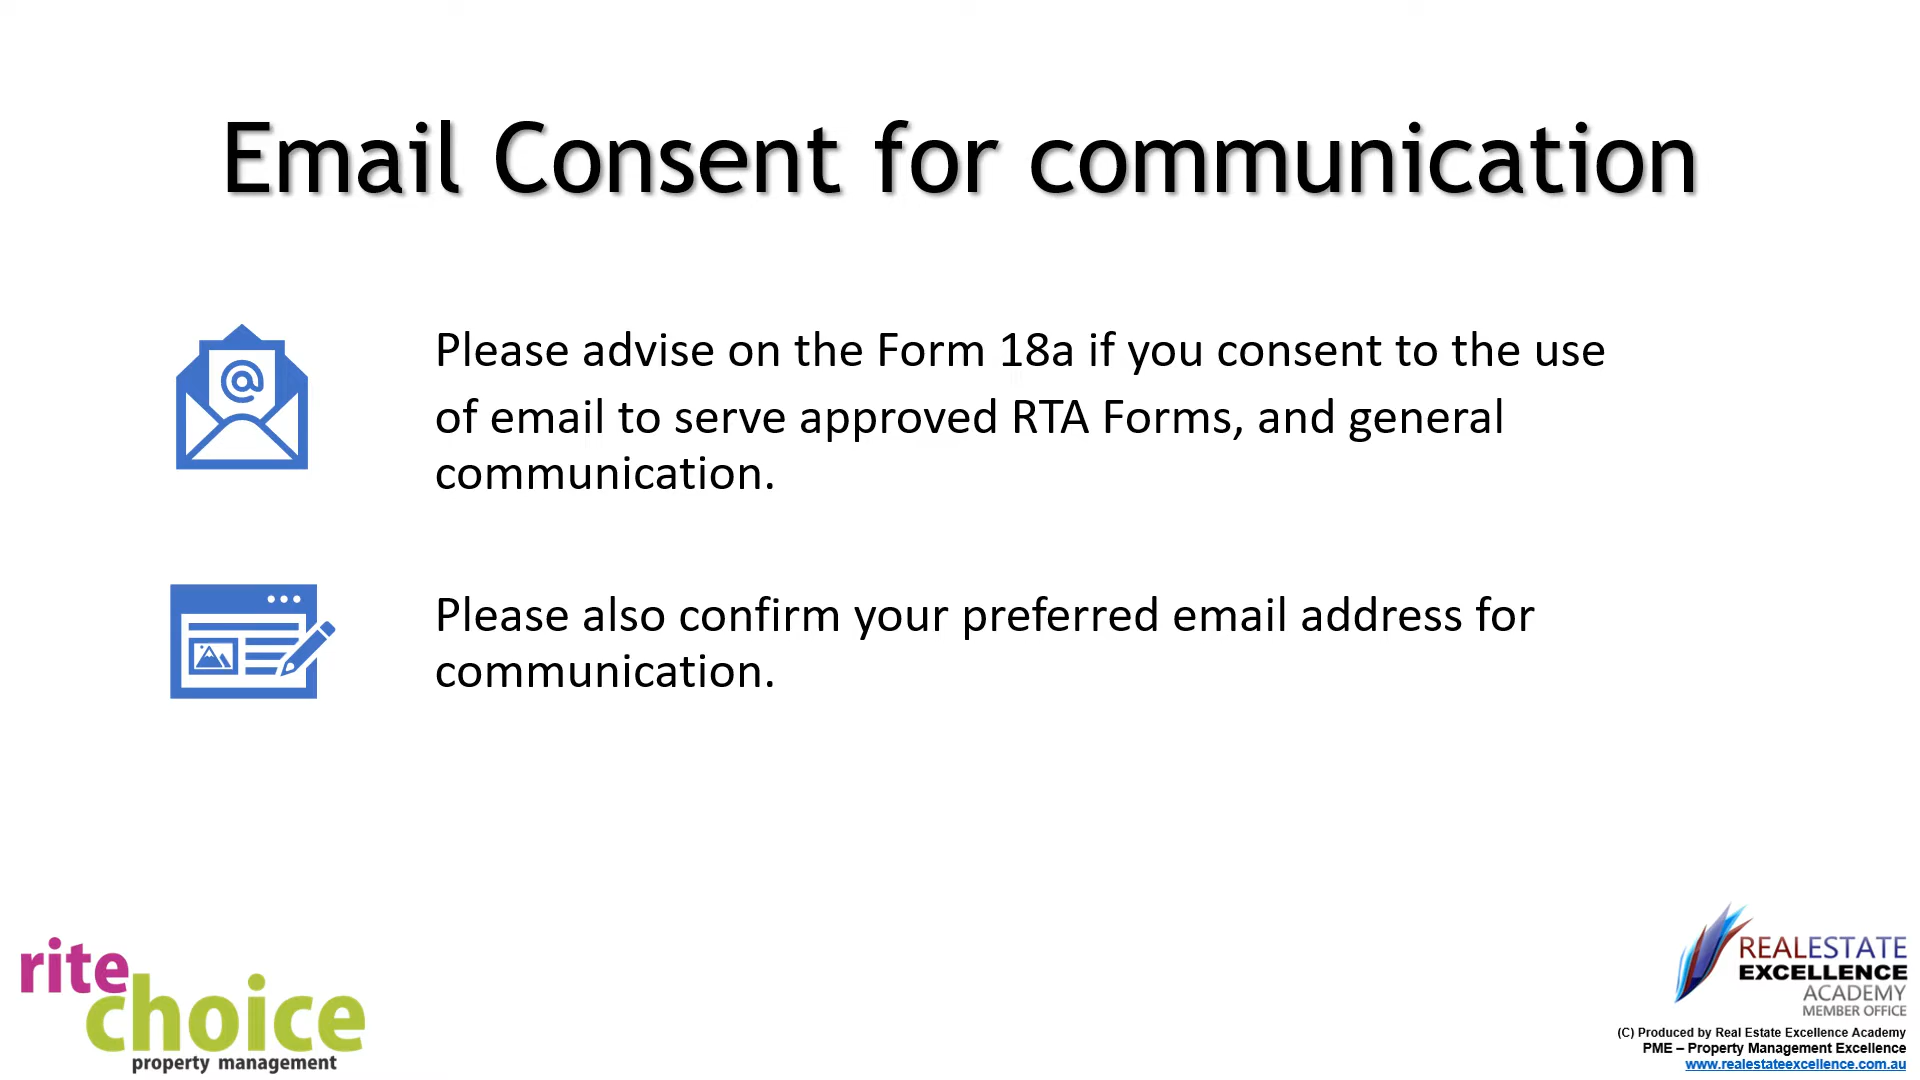 Email Consent for communication
Please advise on the Form 18a if you consent to the use
of email to serve approved RTA Forms, and general
communication.
Please also confirm your preferred email address for
communication.
rite
choice
property management
REALESTATE
EXCELLENCE
ACADEMY
MEMBER OFFICE
(C) Produced by Real Estate Excellence Academy
PME – Property Management Excellence
www.realestateexcellence.com.au